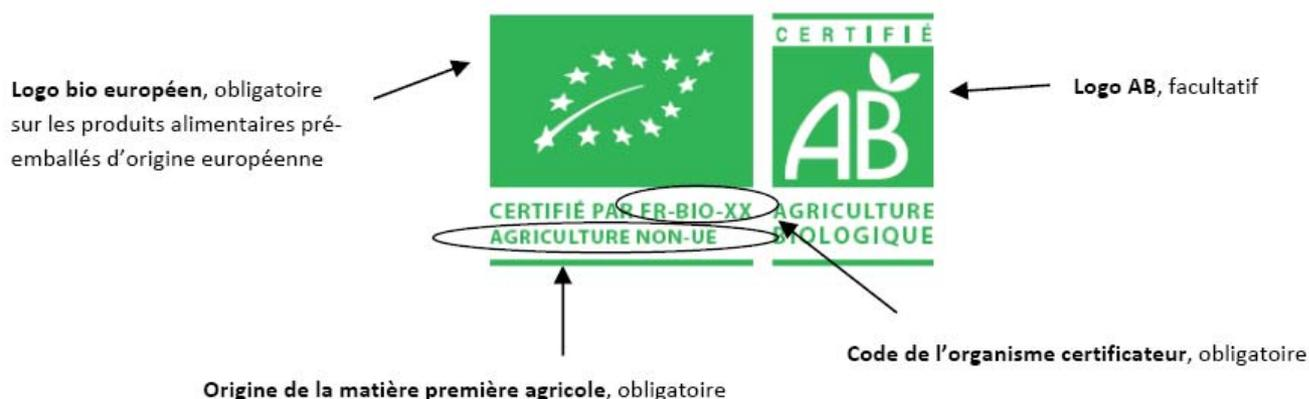 Logo bio européen, obligatoire
sur les produits alimentaires pré-
emballés d'origine européenne
CERTIFIÉ
AB
Logo AB, facultatif
CERTIFIÉ PAR FR-BIO-XX
AGRICULTURE NON-UE
AGRICULTURE
BIOLOGIQUE
Code de l'organisme certificateur, obligatoire
Origine de la matière première agricole, obligatoire